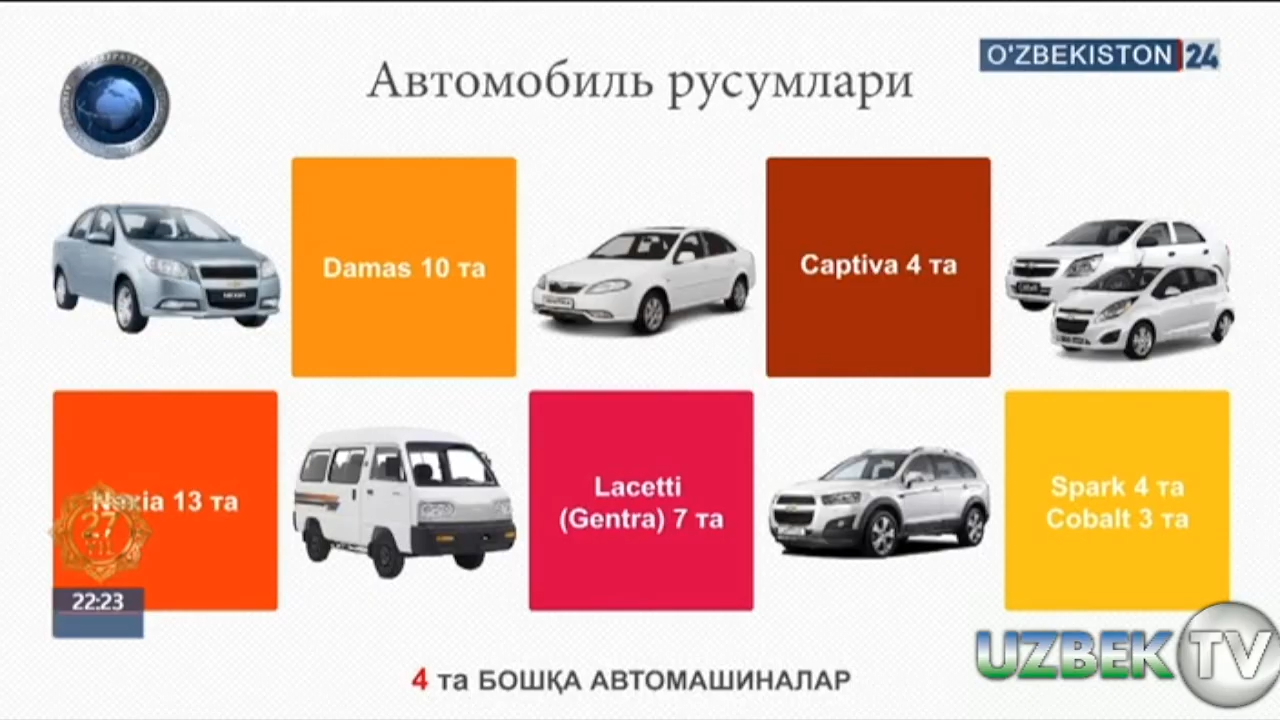 Автомобиль русумлари
O'ZBEKISTON 24
Damas 10 та
Captiva 4 та
Nexia 13 та
Lacetti
(Gentra) 7 та
Spark 4 та
Cobalt 3 та
27
22:23
4 та БОШҚА АВТОМАШИНАЛАР
UZBEK TV